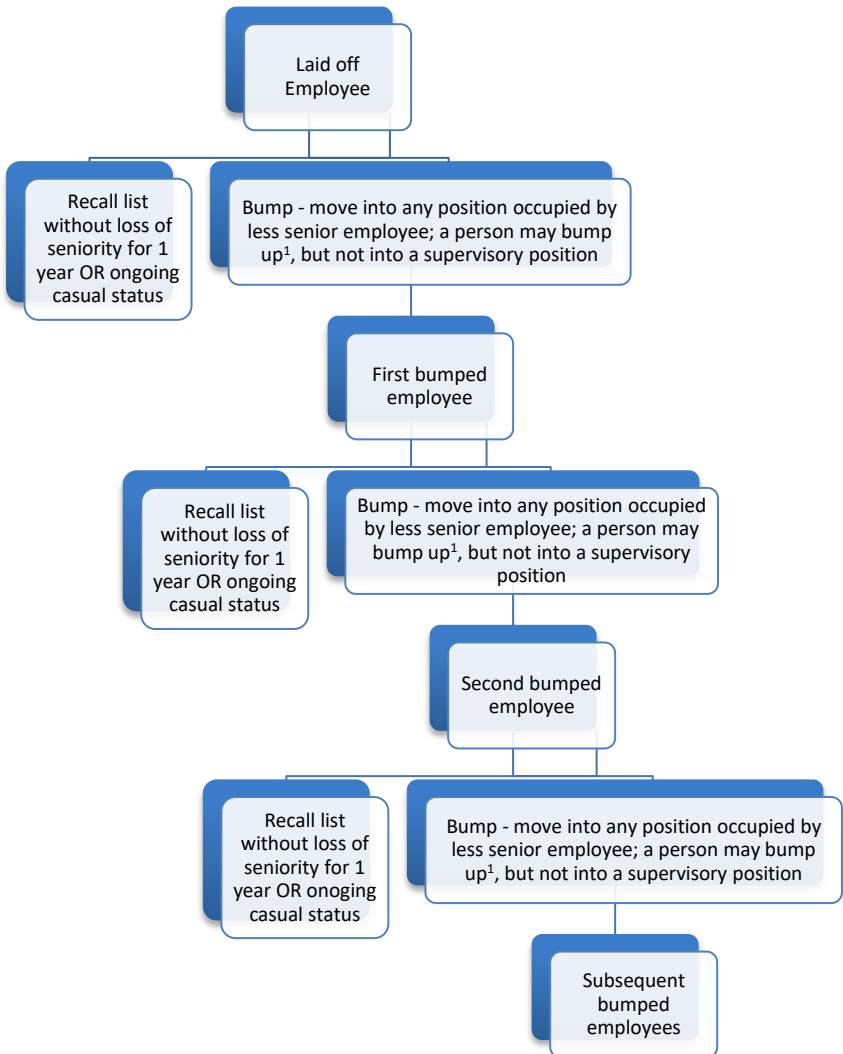 Laid off
Employee
Recall list
without loss of
seniority for 1
year OR ongoing
casual status
Bump - move into any position occupied by
less senior employee; a person may bump
up¹, but not into a supervisory position
First bumped
employee
Recall list
without loss of
seniority for 1
year OR ongoing
casual status
Bump - move into any position occupied
by less senior employee; a person may
bump up¹, but not into a supervisory
position
Second bumped
employee
Recall list
without loss of
seniority for 1
year OR onoging
casual status
Bump - move into any position occupied by
less senior employee; a person may bump
up¹, but not into a supervisory position
Subsequent
bumped
employees